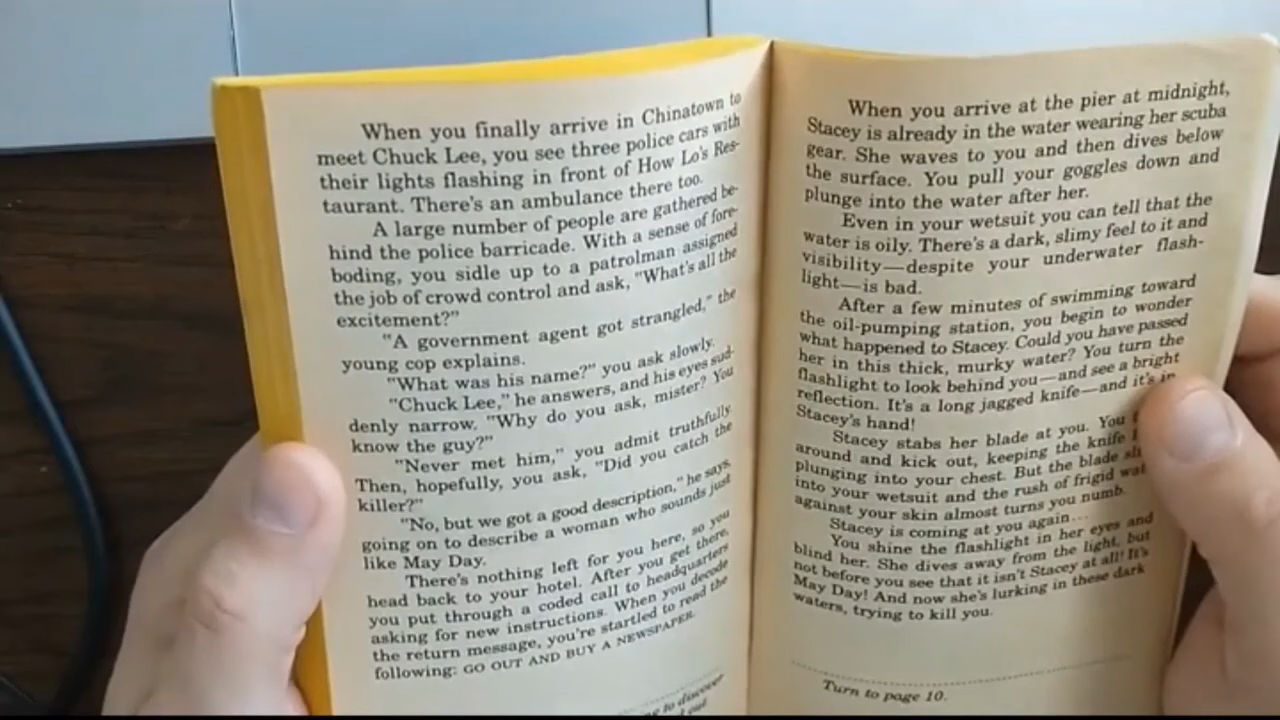 When you finally arrive in Chinatown to
meet Chuck Lee, you see three police cars with
their lights flashing in front of How Lo's Res-
taurant. There's an ambulance there too.
A large number of people are gathered be-
hind the police barricade. With a sense of fore-
boding, you sidle up to a patrolman assigned
the job of crowd control and ask, "What's all the
excitement?"
"A government agent got strangled," the
young cop explains.
"What was his name?" you ask slowly.
"Chuck Lee," he answers, and his eyes sud-
denly narrow. "Why do you ask, mister? You
know the guy?"
"Never met him," you admit truthfully.
Then, hopefully, you ask, "Did you catch the
killer?"
"No, but we got a good description," he says,
going on to describe a woman who sounds just
like May Day.
There's nothing left for you here, so you
head back to your hotel. After you get there,
you put through a coded call to headquarters
asking for new instructions. When you decode
the return message, you're startled to read the
following: GO OUT AND BUY A NEWSPAPER.
to discover
out
When you arrive at the pier at midnight,
Stacey is already in the water wearing her scuba
gear. She waves to you and then dives below
the surface. You pull your goggles down and
plunge into the water after her.
Even in your wetsuit you can tell that the
water is oily. There's a dark, slimy feel to it and
visibility—despite your underwater flash-
light—is bad.
After a few minutes of swimming toward
the oil-pumping station, you begin to wonder
what happened to Stacey. Could you have passed
her in this thick, murky water? You turn the
flashlight to look behind you—and see a bright
reflection. It's a long jagged knife—and it's in
Stacey's hand!
Stacey stabs her blade at you. You
around and kick out, keeping the knife
plunging into your chest. But the blade
into your wetsuit and the rush of frigid
against your skin almost turns you numb.
Stacey is coming at you again...
You shine the flashlight in her eyes and
blind her. She dives away from the light, but
not before you see that it isn't Stacey at all! It's
May Day! And now she's lurking in these dark
waters, trying to kill you.
Turn to page 10.